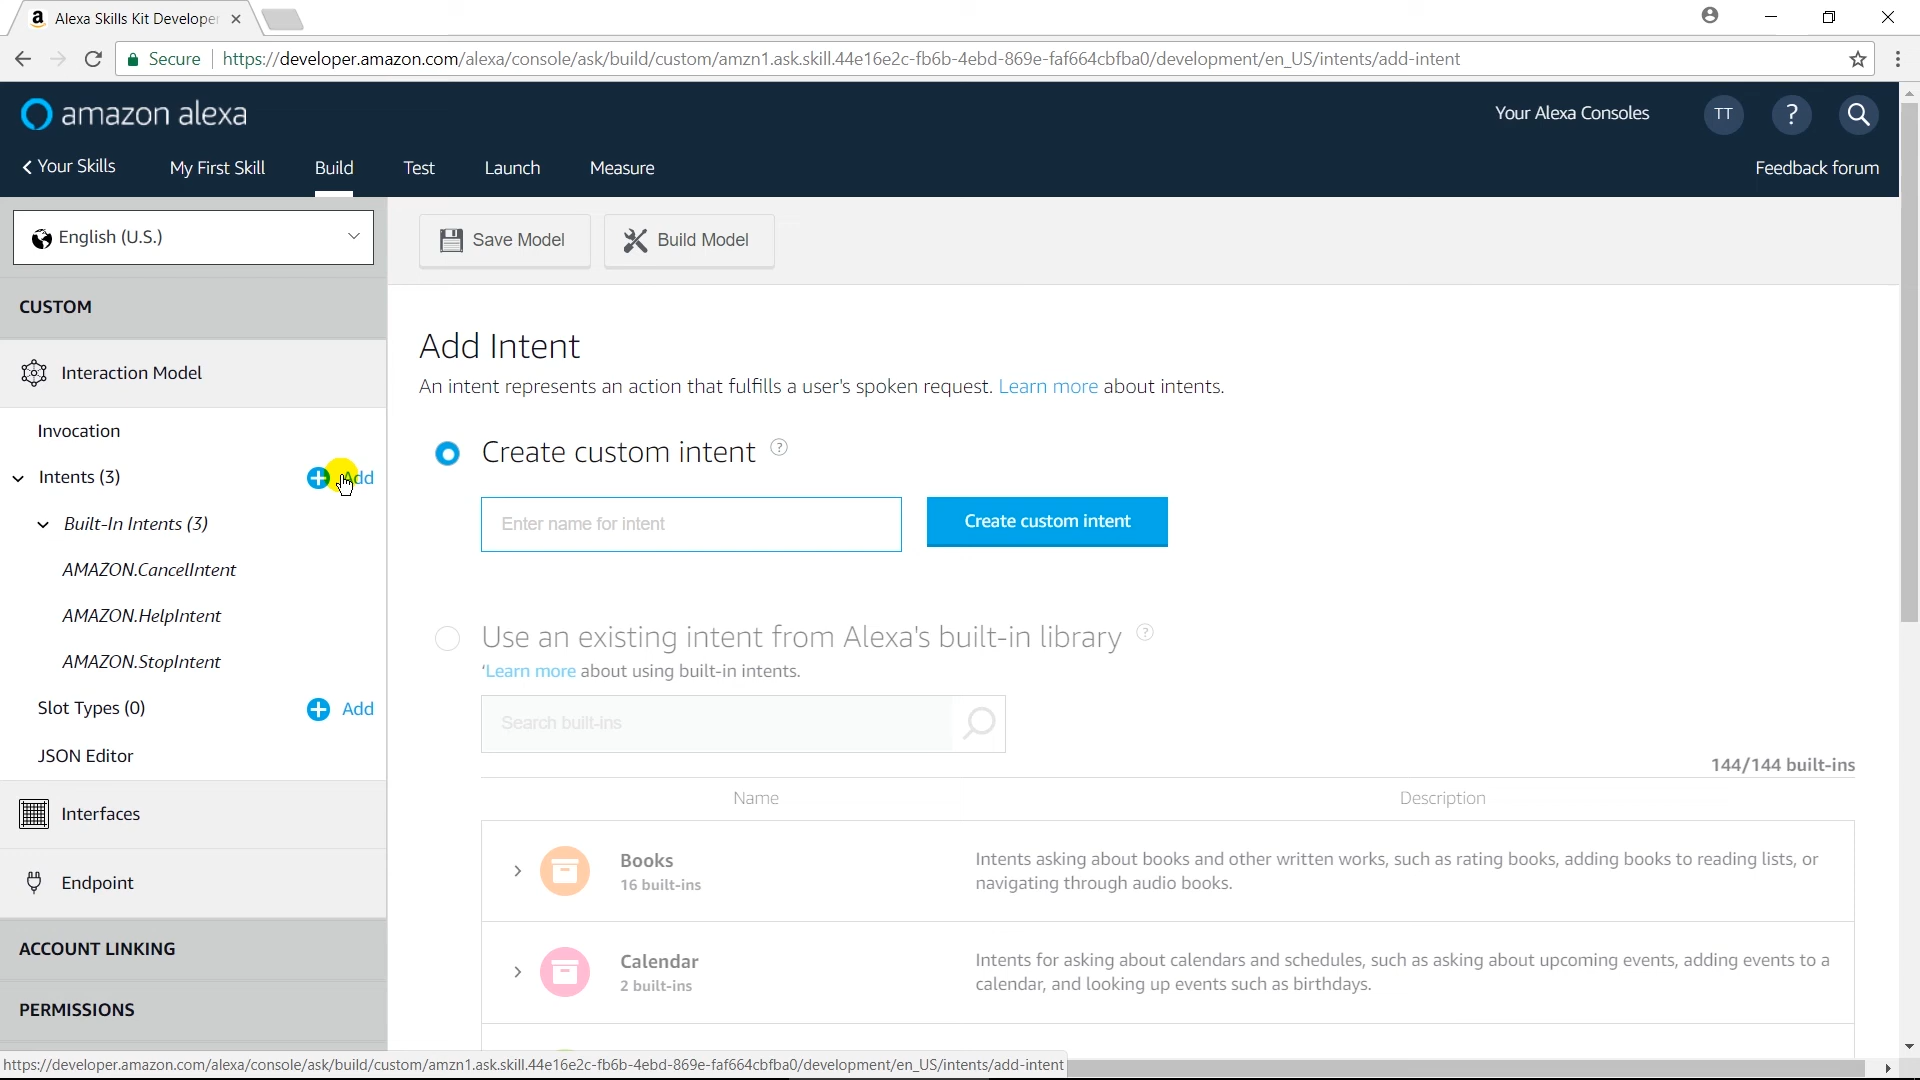 Alexa Skills Kit Develope
Secure
https://developer.amazon.com/alexa/console/ask/build/custom/amzn1.ask.skill.44e16e2c-fb6b-4ebd-869e-faf664cbfba0/development/en_US/intents/add-intent
amazon alexa
Your Alexa Consoles
TT
?
Your Skills
My First Skill
Build
Test
Launch
Measure
Feedback forum
English (U.S.)
Save Model
Build Model
CUSTOM
Interaction Model
Invocation
Intents (3)
Add
Built-In Intents (3)
AMAZON.CancelIntent
AMAZON.HelpIntent
AMAZON.StopIntent
Slot Types (0)
Add
JSON Editor
Interfaces
Endpoint
ACCOUNT LINKING
PERMISSIONS
Add Intent
An intent represents an action that fulfills a user's spoken request. Learn more about intents.
Create custom intent ?
Enter name for intent
Create custom intent
Use an existing intent from Alexa's built-in library ?
‘Learn more about using built-in intents.
Search built-ins
144/144 built-ins
Name
Description
Books
16 built-ins
Intents asking about books and other written works, such as rating books, adding books to reading lists, or
navigating through audio books.
Calendar
2 built-ins
Intents for asking about calendars and schedules, such as asking about upcoming events, adding events to a
calendar, and looking up events such as birthdays.
https://developer.amazon.com/alexa/console/ask/build/custom/amzn1.ask.skill.44e16e2c-fb6b-4ebd-869e-faf664cbfba0/development/en_US/intents/add-intent